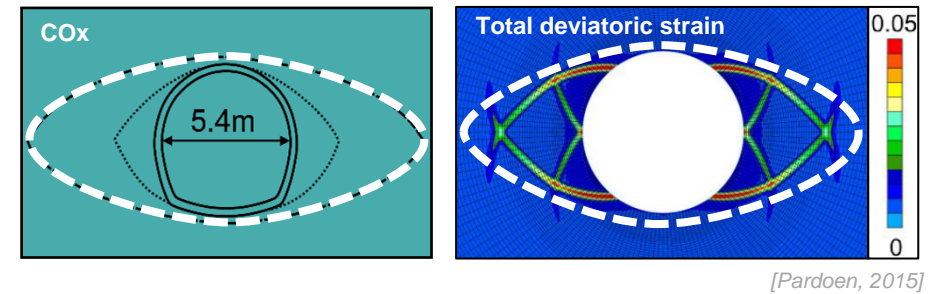 COx
5.4m
Total deviatoric strain
0.05
0
[Pardoen, 2015]